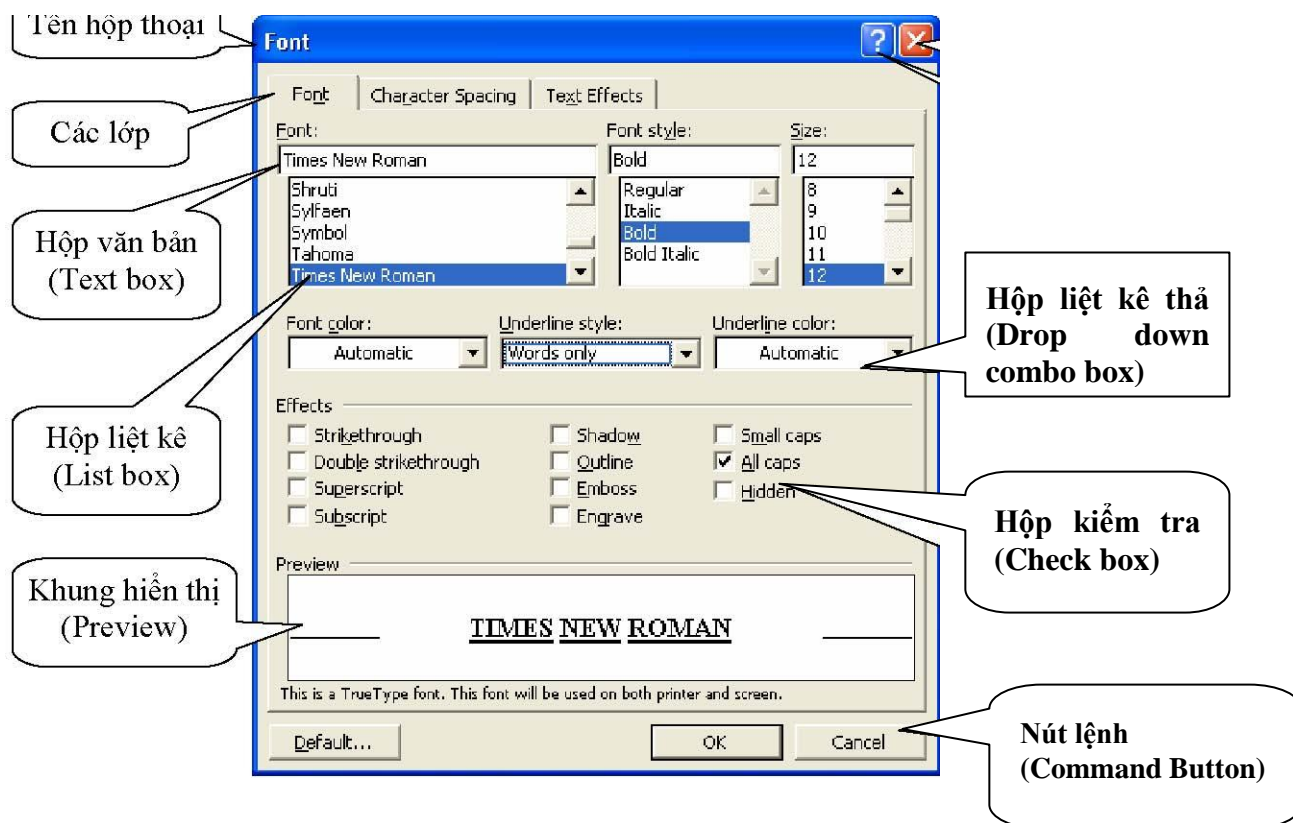 Tên hộp thoại
Font
Font Character Spacing Text Effects
Các lớp
Font: Font style: Size:
Times New Roman Bold 12
Shruti Regular 8
Sylfaen Italic 9
Symbol Bold 10
Tahoma Bold Italic 11
Times New Roman 12
Hộp văn bản
(Text box)
Hộp liệt kê thả
(Drop down
combo box)
Font color: Underline style: Underline color:
Automatic Words only Automatic
Effects
Strikethrough Shadow Small caps
Double strikethrough Outline All caps
Superscript Emboss Hidden
Subscript Engrave
Hộp liệt kê
(List box)
Hộp kiểm tra
(Check box)
Preview
Khung hiển thị
(Preview)
TIMES NEW ROMAN
This is a TrueType font. This font will be used on both printer and screen.
Default... OK Cancel
Nút lệnh
(Command Button)